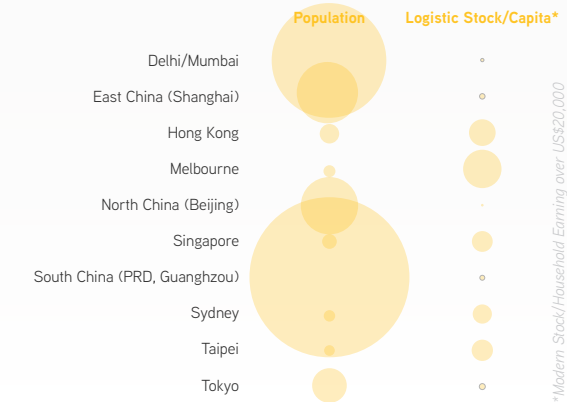 Population Logistic Stock/Capita*
Delhi/Mumbai
East China (Shanghai)
Hong Kong
Melbourne
North China (Beijing)
Singapore
South China (PRD, Guanghzou)
Sydney
Taipei
Tokyo
*Modern Stock/Household Earning over US$20,000